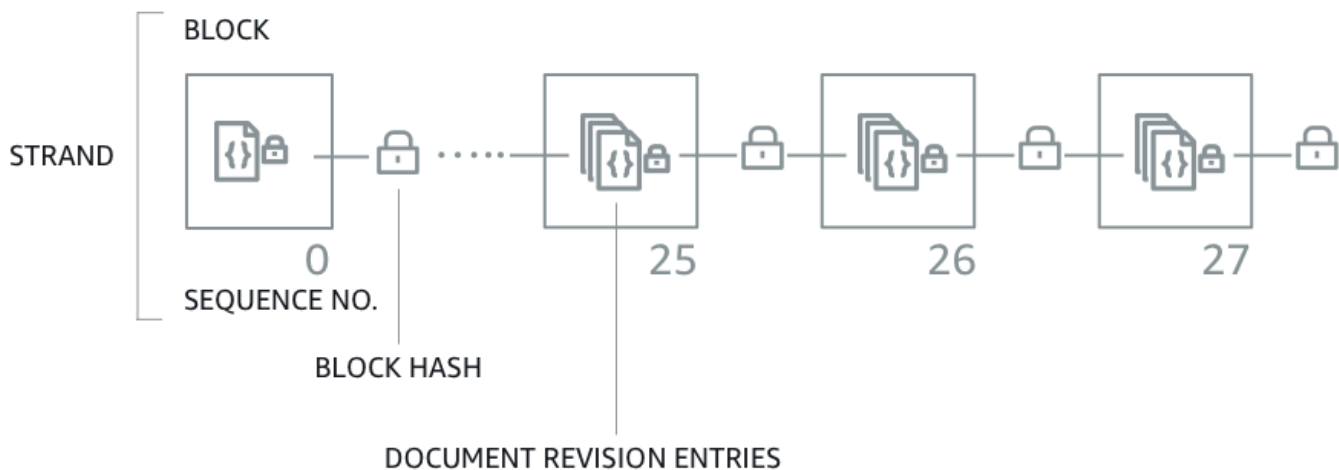 BLOCK
STRAND
{}
{}
{}
{}
0
25
26
27
SEQUENCE NO.
BLOCK HASH
DOCUMENT REVISION ENTRIES